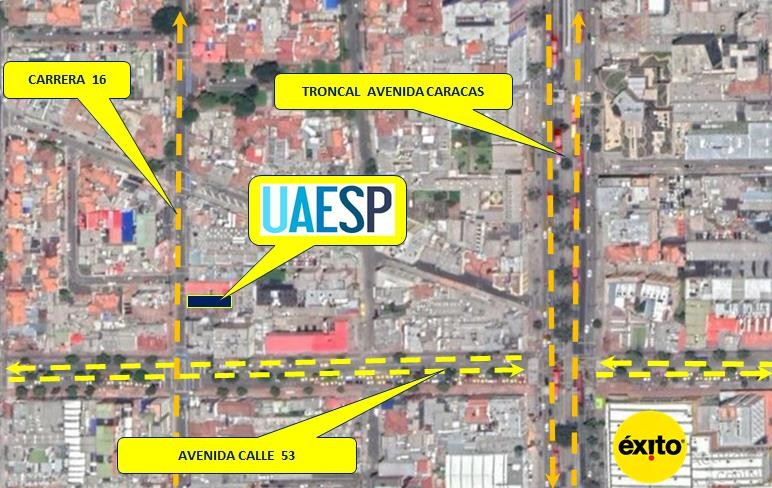 CARRERA 16
TRONCAL AVENIDA CARACAS
UAESP
AVENIDA CALLE 53
éxito